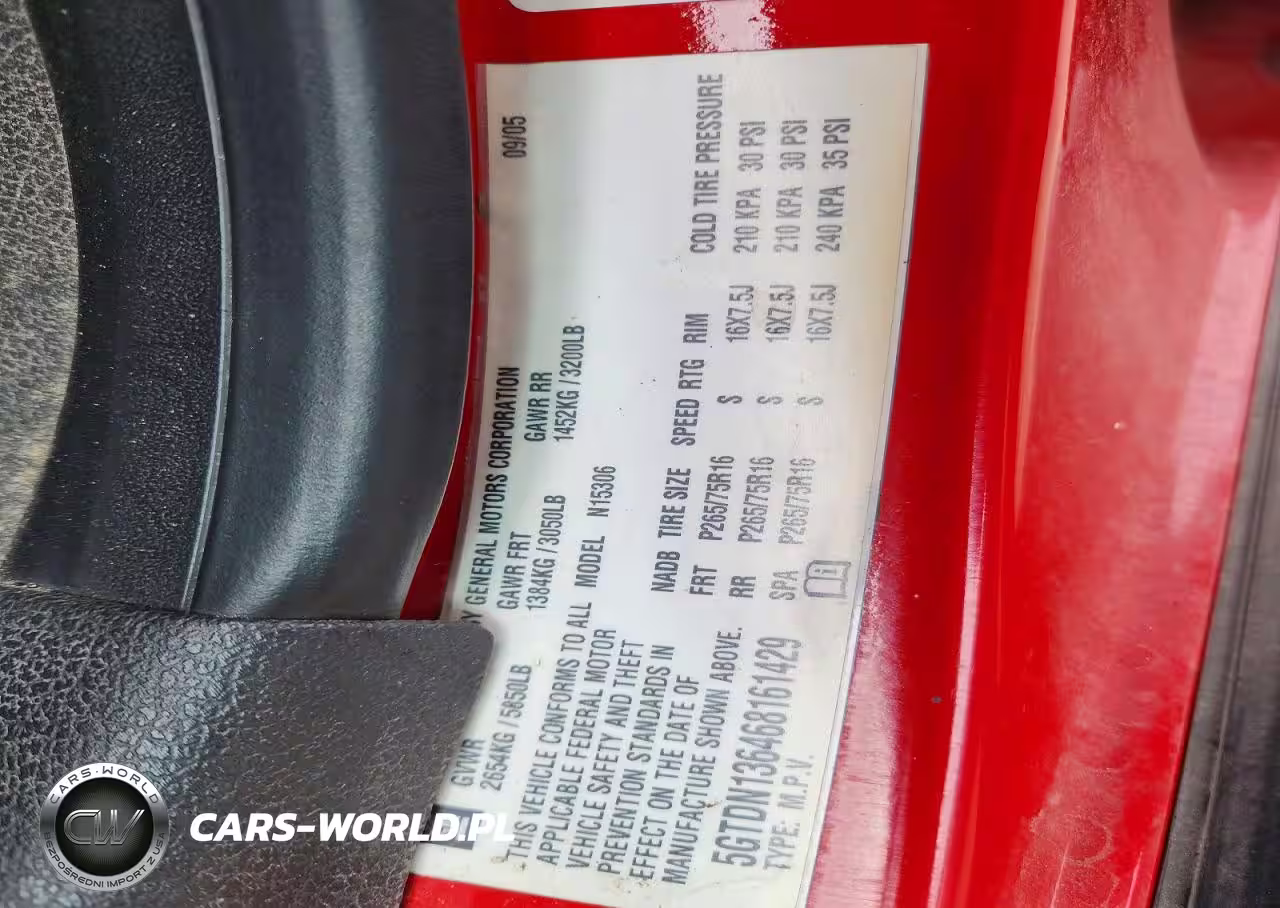 Y GENERAL MOTORS CORPORATION 09/05
GVWR GAWR FRT GAWR RR
2654KG/5850LB 1384KG/3050LB 1452KG/3200LB
THIS VEHICLE CONFORMS TO ALL
APPLICABLE FEDERAL MOTOR
VEHICLE SAFETY AND THEFT
PREVENTION STANDARDS IN
EFFECT ON THE DATE OF
MANUFACTURE SHOWN ABOVE.
5GTDN136468161429
TYPE: M.P.V.
MODEL N15306
NADB TIRE SIZE SPEED RTG RIM COLD TIRE PRESSURE
FRT P265/75R16 S 16X7.5J 210 KPA 30 PSI
RR P265/75R16 S 16X7.5J 210 KPA 30 PSI
SPA P265/75R16 S 16X7.5J 240 KPA 35 PSI
CARS-WORLD
CW
BEZPOŚREDNI IMPORT Z USA
CARS-WORLD.PL